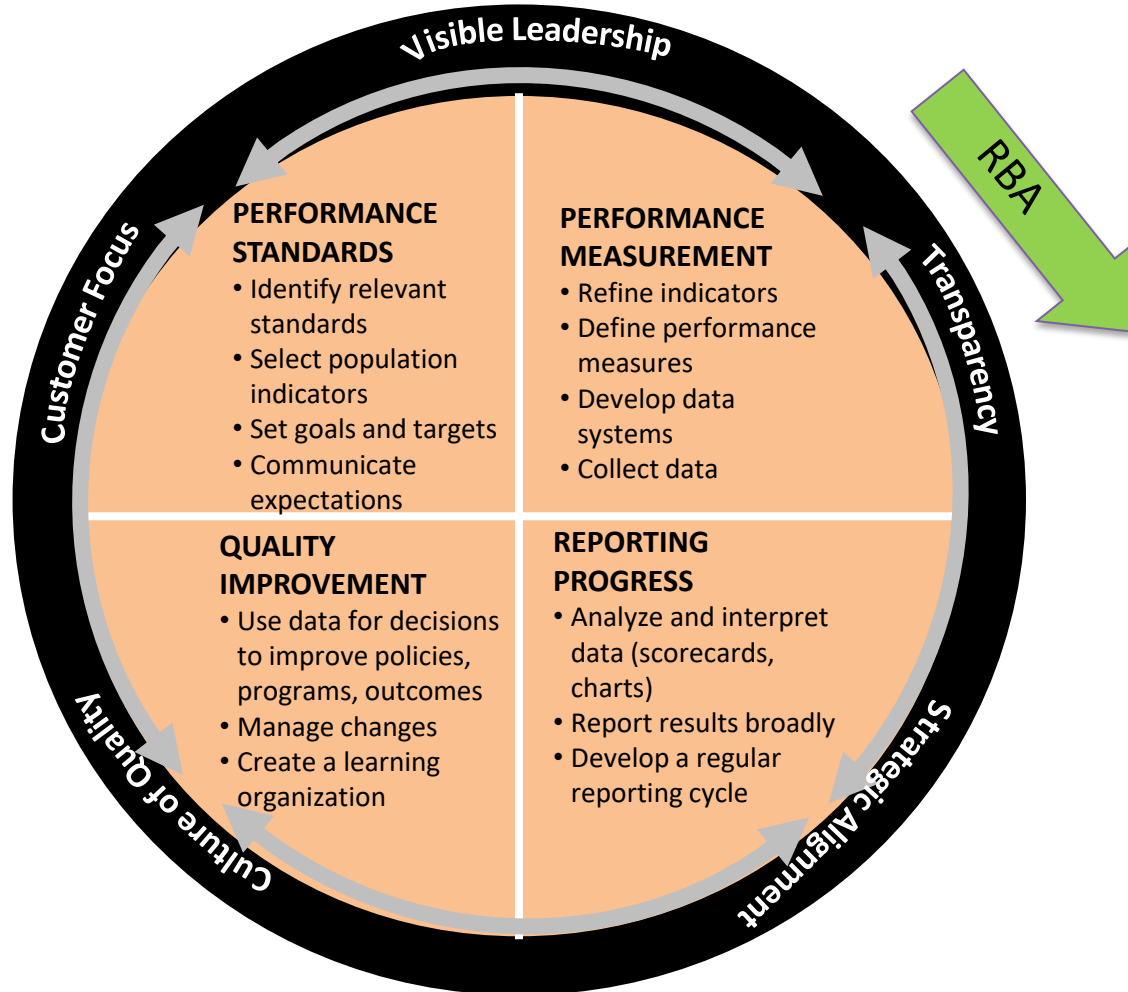 Visible Leadership
RBA
Customer Focus
Transparency
PERFORMANCE
STANDARDS
• Identify relevant
standards
• Select population
indicators
• Set goals and targets
• Communicate
expectations
PERFORMANCE
MEASUREMENT
• Refine indicators
• Define performance
measures
• Develop data
systems
• Collect data
QUALITY
IMPROVEMENT
• Use data for decisions
to improve policies,
programs, outcomes
• Manage changes
• Create a learning
organization
REPORTING
PROGRESS
• Analyze and interpret
data (scorecards,
charts)
• Report results broadly
• Develop a regular
reporting cycle
Culture of Quality
Strategic Alignment